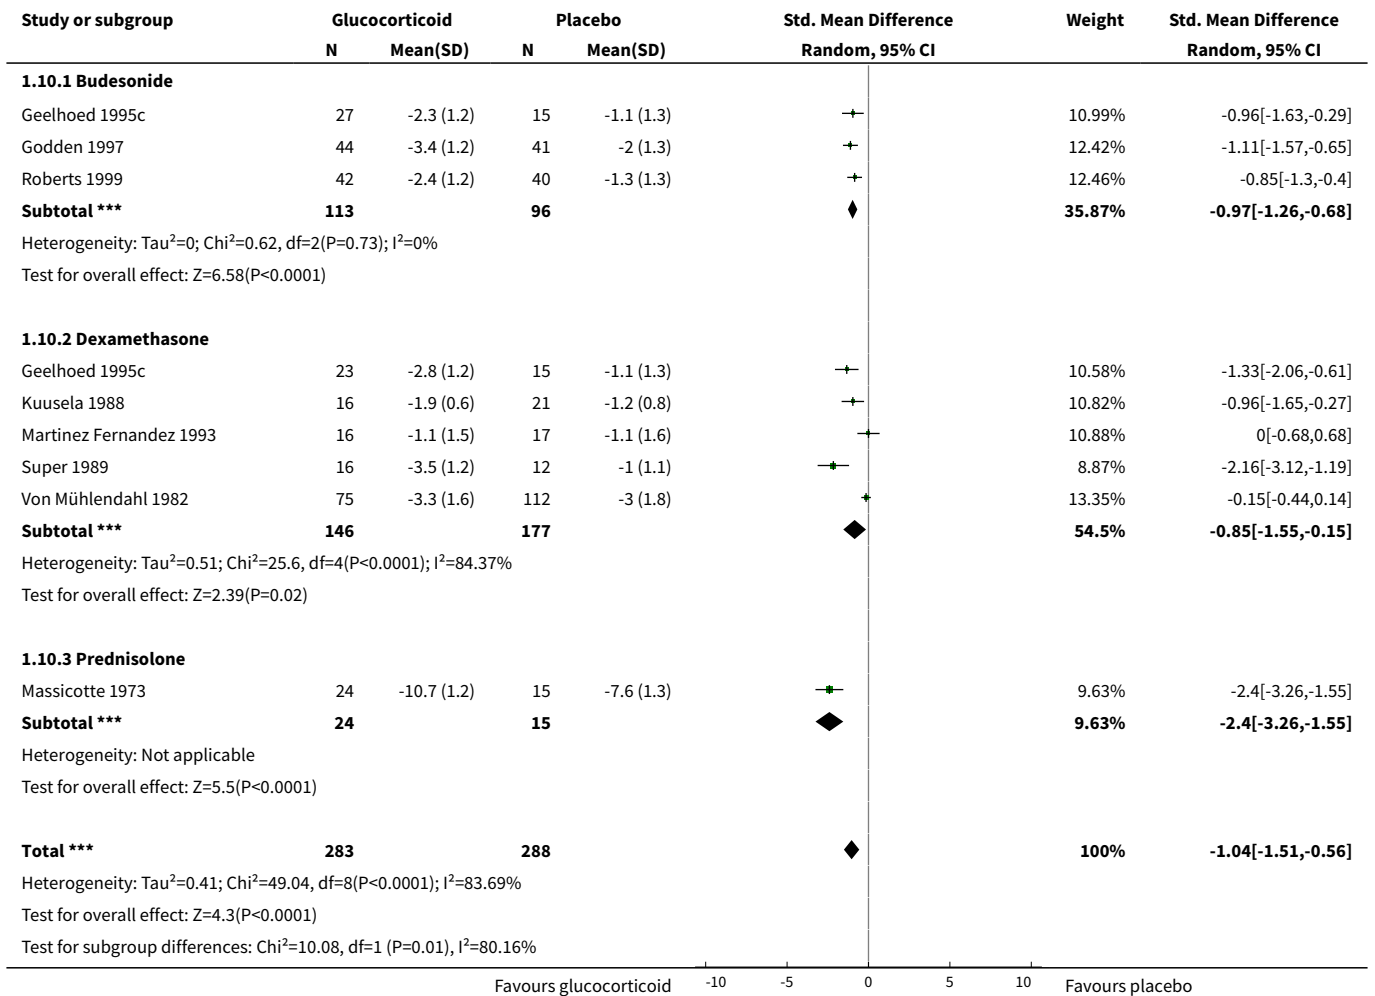 Study or subgroup Glucocorticoid Placebo Std. Mean Difference Weight Std. Mean Difference
N Mean(SD) N Mean(SD) Random, 95% CI Random, 95% CI
1.10.1 Budesonide
Geelhoed 1995c 27 -2.3 (1.2) 15 -1.1 (1.3) 10.99% -0.96[-1.63,-0.29]
Godden 1997 44 -3.4 (1.2) 41 -2 (1.3) 12.42% -1.11[-1.57,-0.65]
Roberts 1999 42 -2.4 (1.2) 40 -1.3 (1.3) 12.46% -0.85[-1.3,-0.4]
Subtotal *** 113 96 35.87% -0.97[-1.26,-0.68]
Heterogeneity: Tau²=0; Chi²=0.62, df=2(P=0.73); I²=0%
Test for overall effect: Z=6.58(P<0.0001)
1.10.2 Dexamethasone
Geelhoed 1995c 23 -2.8 (1.2) 15 -1.1 (1.3) 10.58% -1.33[-2.06,-0.61]
Kuusela 1988 16 -1.9 (0.6) 21 -1.2 (0.8) 10.82% -0.96[-1.65,-0.27]
Martinez Fernandez 1993 16 -1.1 (1.5) 17 -1.1 (1.6) 10.88% 0[-0.68,0.68]
Super 1989 16 -3.5 (1.2) 12 -1 (1.1) 8.87% -2.16[-3.12,-1.19]
Von Mühlendahl 1982 75 -3.3 (1.6) 112 -3 (1.8) 13.35% -0.15[-0.44,0.14]
Subtotal *** 146 177 54.5% -0.85[-1.55,-0.15]
Heterogeneity: Tau²=0.51; Chi²=25.6, df=4(P<0.0001); I²=84.37%
Test for overall effect: Z=2.39(P=0.02)
1.10.3 Prednisolone
Massicotte 1973 24 -10.7 (1.2) 15 -7.6 (1.3) 9.63% -2.4[-3.26,-1.55]
Subtotal *** 24 15 9.63% -2.4[-3.26,-1.55]
Heterogeneity: Not applicable
Test for overall effect: Z=5.5(P<0.0001)
Total *** 283 288 100% -1.04[-1.51,-0.56]
Heterogeneity: Tau²=0.41; Chi²=49.04, df=8(P<0.0001); I²=83.69%
Test for overall effect: Z=4.3(P<0.0001)
Test for subgroup differences: Chi²=10.08, df=1 (P=0.01), I²=80.16%
Favours glucocorticoid -10 -5 0 5 10 Favours placebo